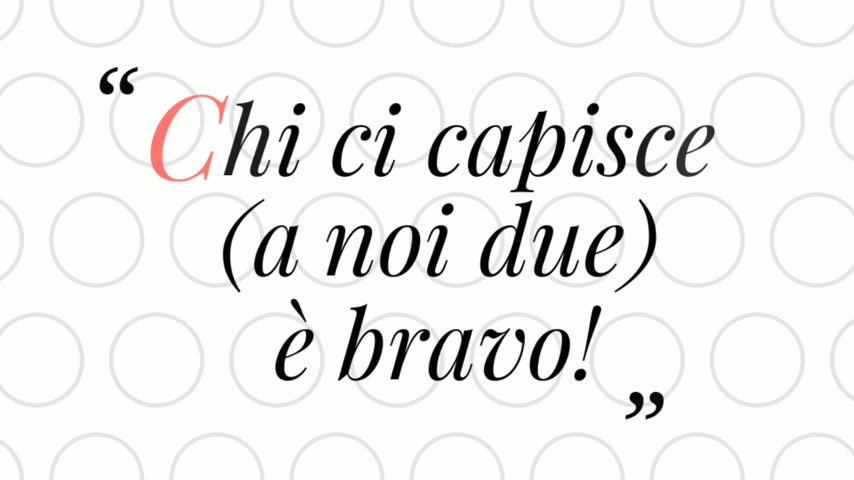 “Chi ci capisce
(a noi due)
è bravo!”